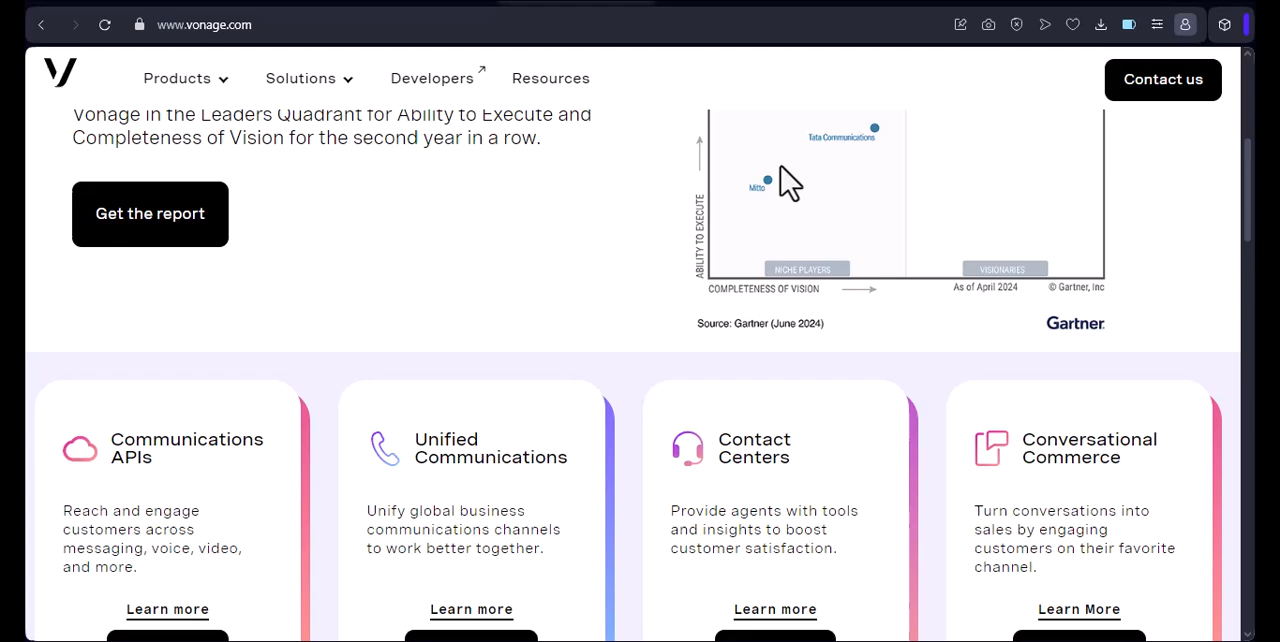 www.vonage.com
Products
Solutions
Developers
Resources
Contact us
Vonage in the Leaders Quadrant for Ability to Execute and
Completeness of Vision for the second year in a row.
Get the report
Tata Communications
Mitto
ABILITY TO EXECUTE
NICHE PLAYERS
VISIONARIES
COMPLETENESS OF VISION
As of April 2024
© Gartner, Inc
Source: Gartner (June 2024)
Gartner.
Communications
APIs
Reach and engage
customers across
messaging, voice, video,
and more.
Learn more
Unified
Communications
Unify global business
communications channels
to work better together.
Learn more
Contact
Centers
Provide agents with tools
and insights to boost
customer satisfaction.
Learn more
Conversational
Commerce
Turn conversations into
sales by engaging
customers on their favorite
channel.
Learn More